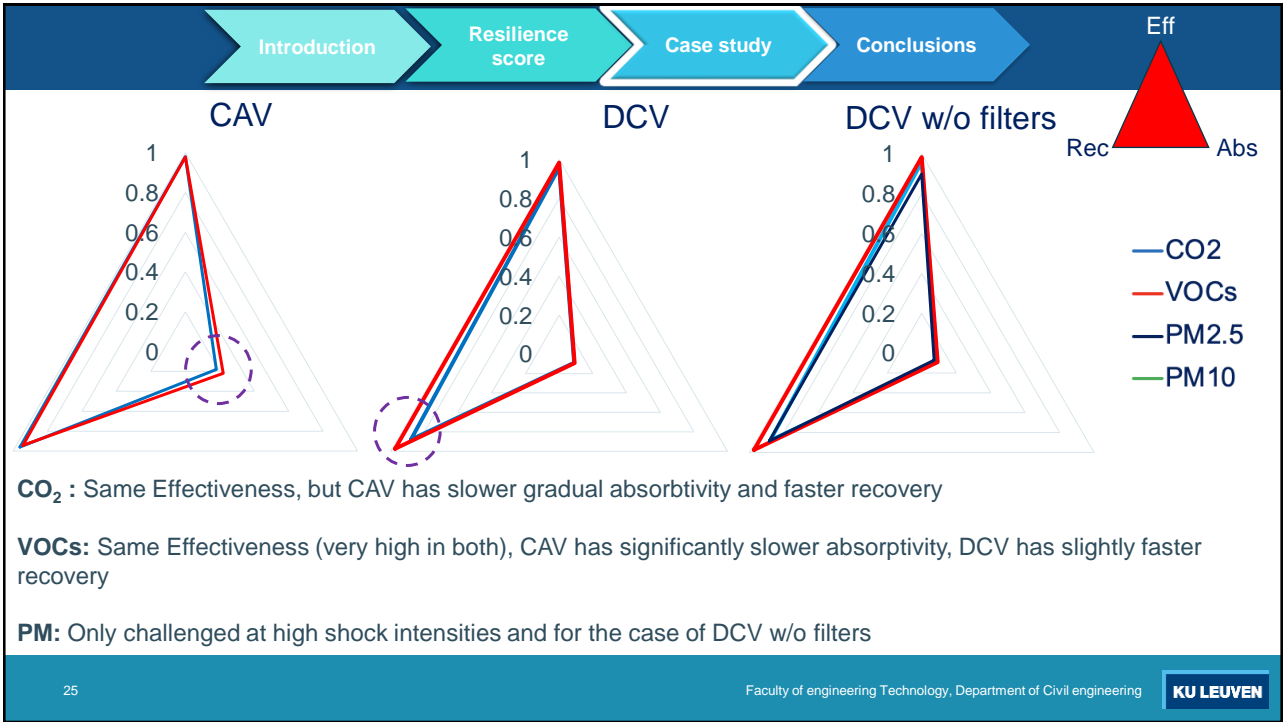 Introduction
Resilience
score
Case study
Conclusions
Eff
Rec
Abs
CAV
1
0.8
0.6
0.4
0.2
0
DCV
1
0.8
0.6
0.4
0.2
0
DCV w/o filters
1
0.8
0.6
0.4
0.2
0
CO2
VOCs
PM2.5
PM10
CO₂ : Same Effectiveness, but CAV has slower gradual absorbtivity and faster recovery
VOCs: Same Effectiveness (very high in both), CAV has significantly slower absorptivity, DCV has slightly faster
recovery
PM: Only challenged at high shock intensities and for the case of DCV w/o filters
25
Faculty of engineering Technology, Department of Civil engineering
KU LEUVEN